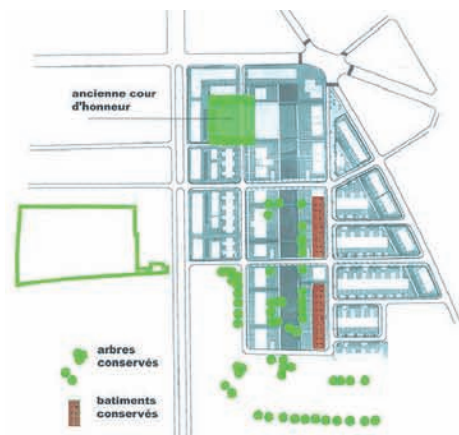 ancienne cour
d'honneur
arbres
conservés
batiments
conservés